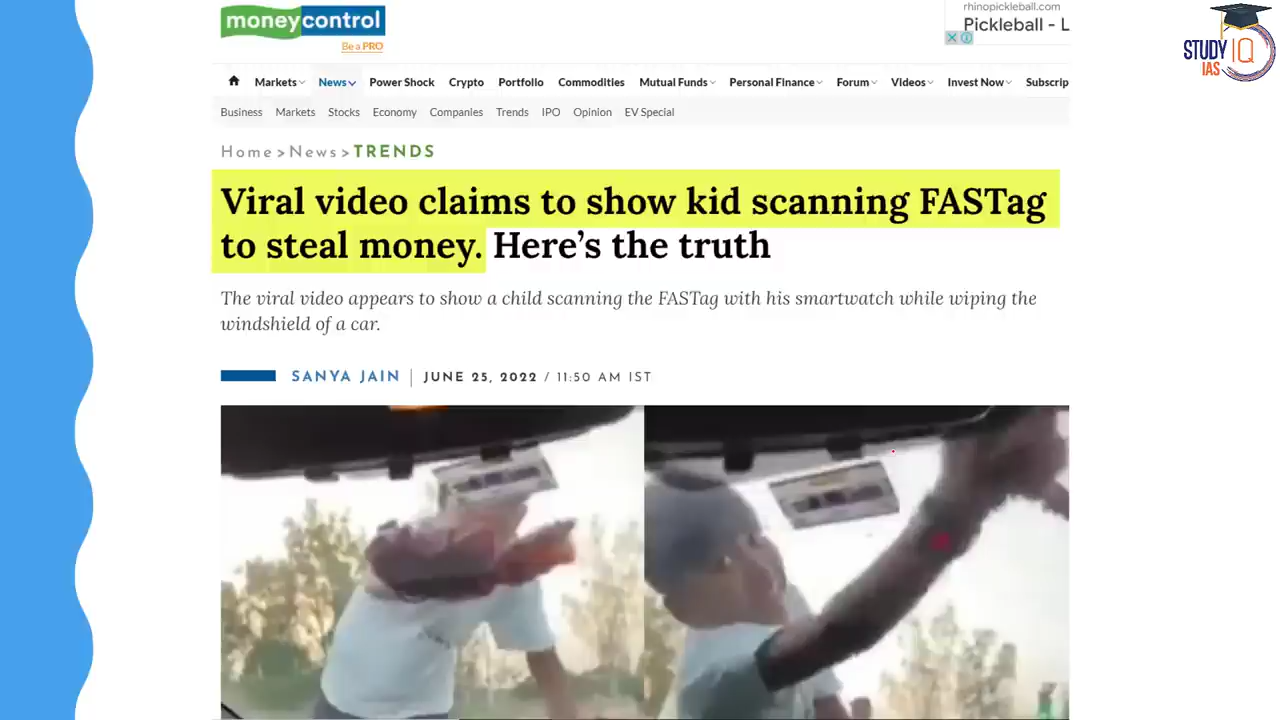 moneycontrol
Be a PRO
rhinopickleball.com
Pickleball - L
STUDY IQ
IAS
Markets News Power Shock Crypto Portfolio Commodities Mutual Funds Personal Finance Forum Videos Invest Now Subscrip
Business Markets Stocks Economy Companies Trends IPO Opinion EV Special
Home > News > TRENDS
Viral video claims to show kid scanning FASTag
to steal money. Here’s the truth
The viral video appears to show a child scanning the FASTag with his smartwatch while wiping the
windshield of a car.
SANYA JAIN | JUNE 25, 2022 / 11:50 AM IST